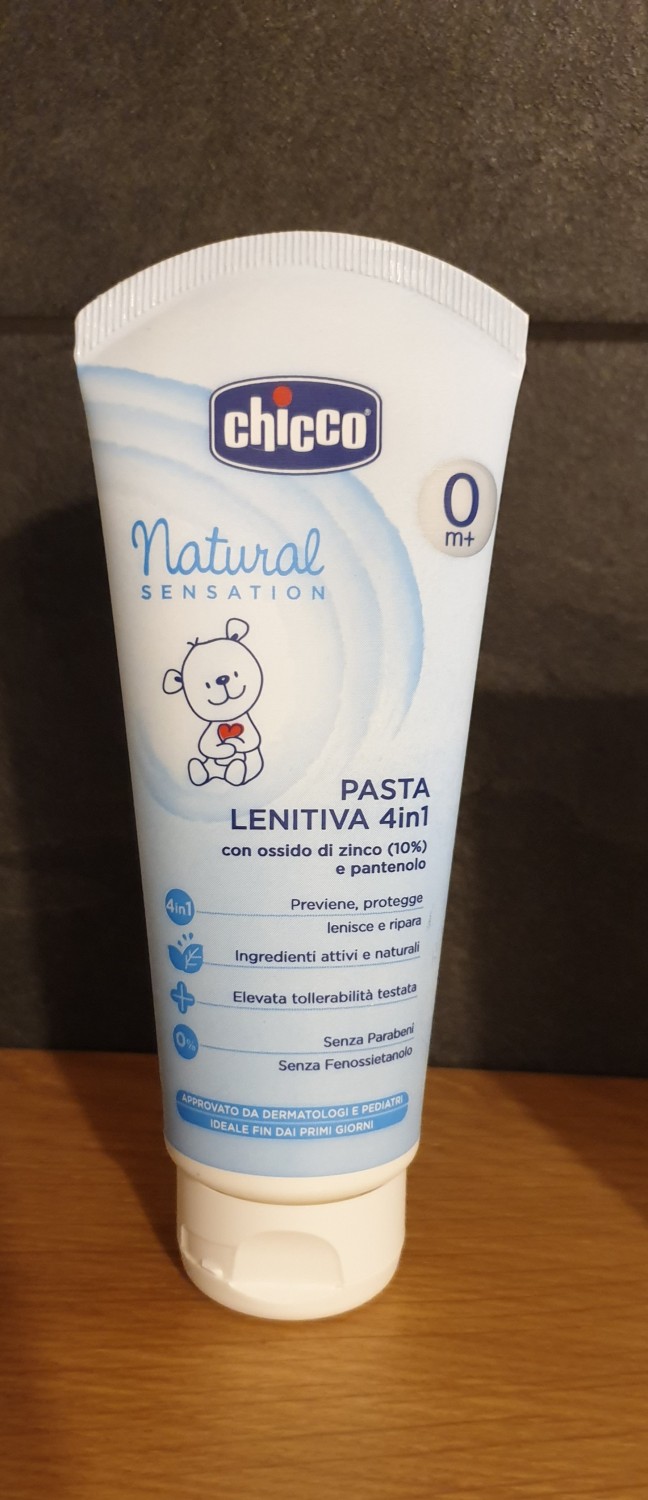 chicco®
0
m+
Natural
SENSATION
PASTA
LENITIVA 4in1
con ossido di zinco (10%)
e pantenolo
4in1
Previene, protegge
lenisce e ripara
Ingredienti attivi e naturali
Elevata tollerabilità testata
0%
Senza Parabeni
Senza Fenossietanolo
APPROVATO DA DERMATOLOGI E PEDIATRI
IDEALE FIN DAI PRIMI GIORNI